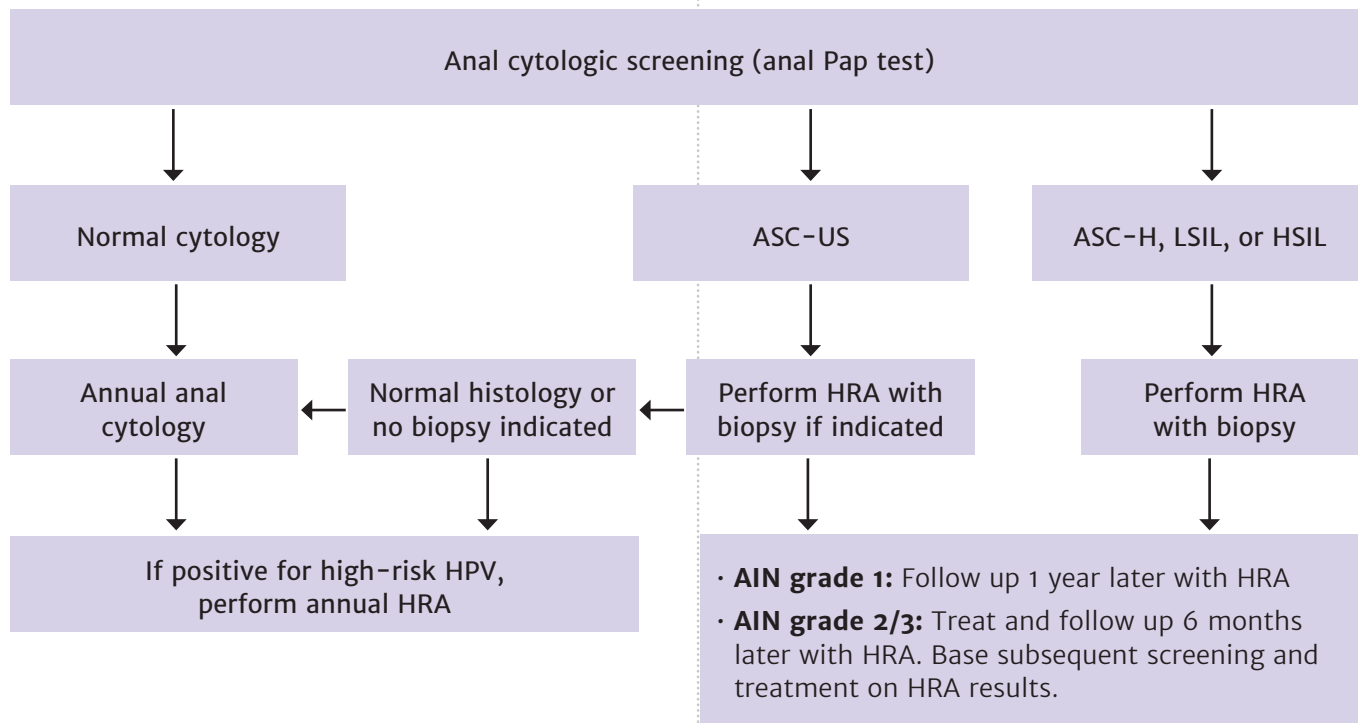 Anal cytologic screening (anal Pap test)
Normal cytology
ASC-US
ASC-H, LSIL, or HSIL
Annual anal
cytology
Normal histology or
no biopsy indicated
Perform HRA with
biopsy if indicated
Perform HRA
with biopsy
If positive for high-risk HPV,
perform annual HRA
· AIN grade 1: Follow up 1 year later with HRA
· AIN grade 2/3: Treat and follow up 6 months
later with HRA. Base subsequent screening and
treatment on HRA results.